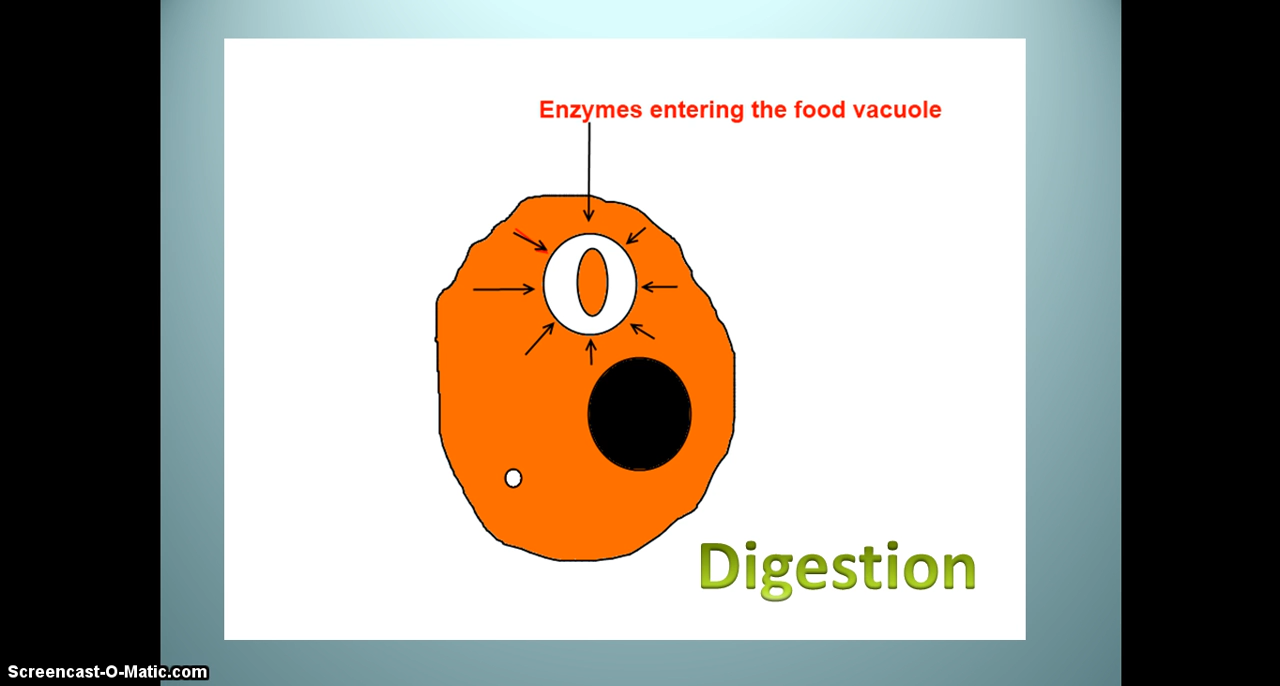 Enzymes entering the food vacuole
Digestion
Screencast-O-Matic.com